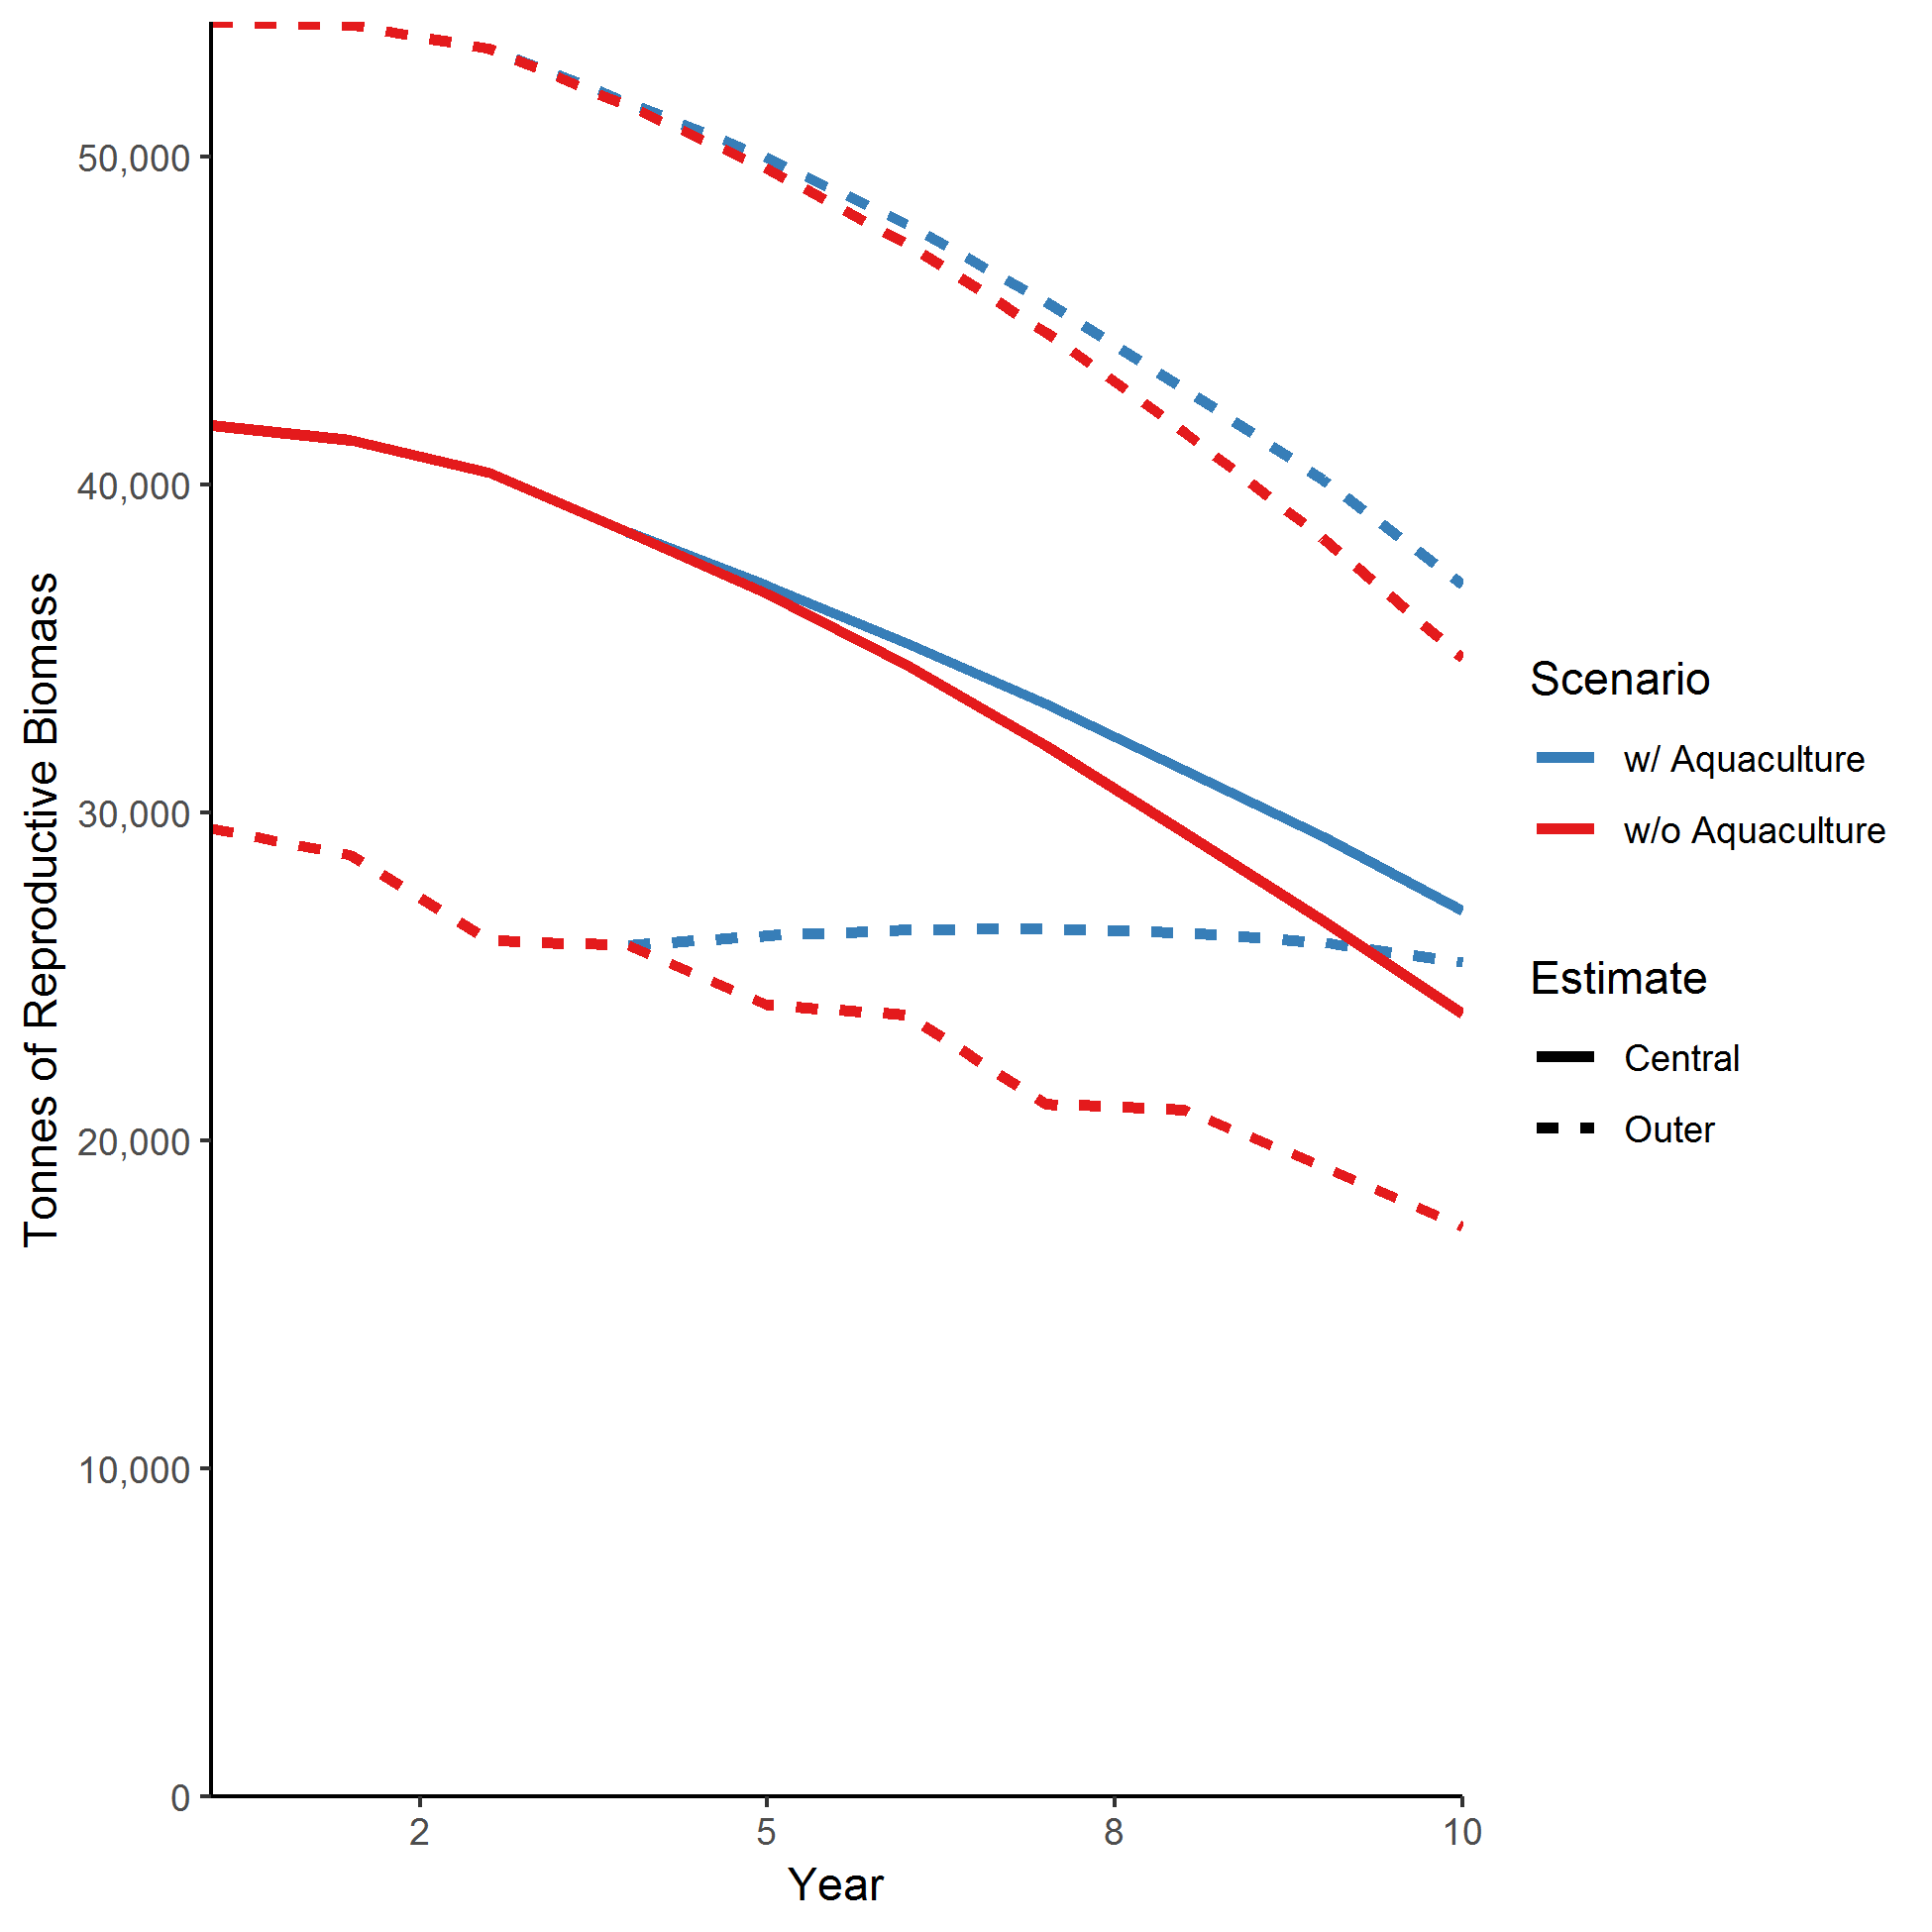 Tonnes of Reproductive Biomass
50,000
40,000
30,000
20,000
10,000
0
2
5
8
10
Year
Scenario
w/ Aquaculture
w/o Aquaculture
Estimate
Central
Outer